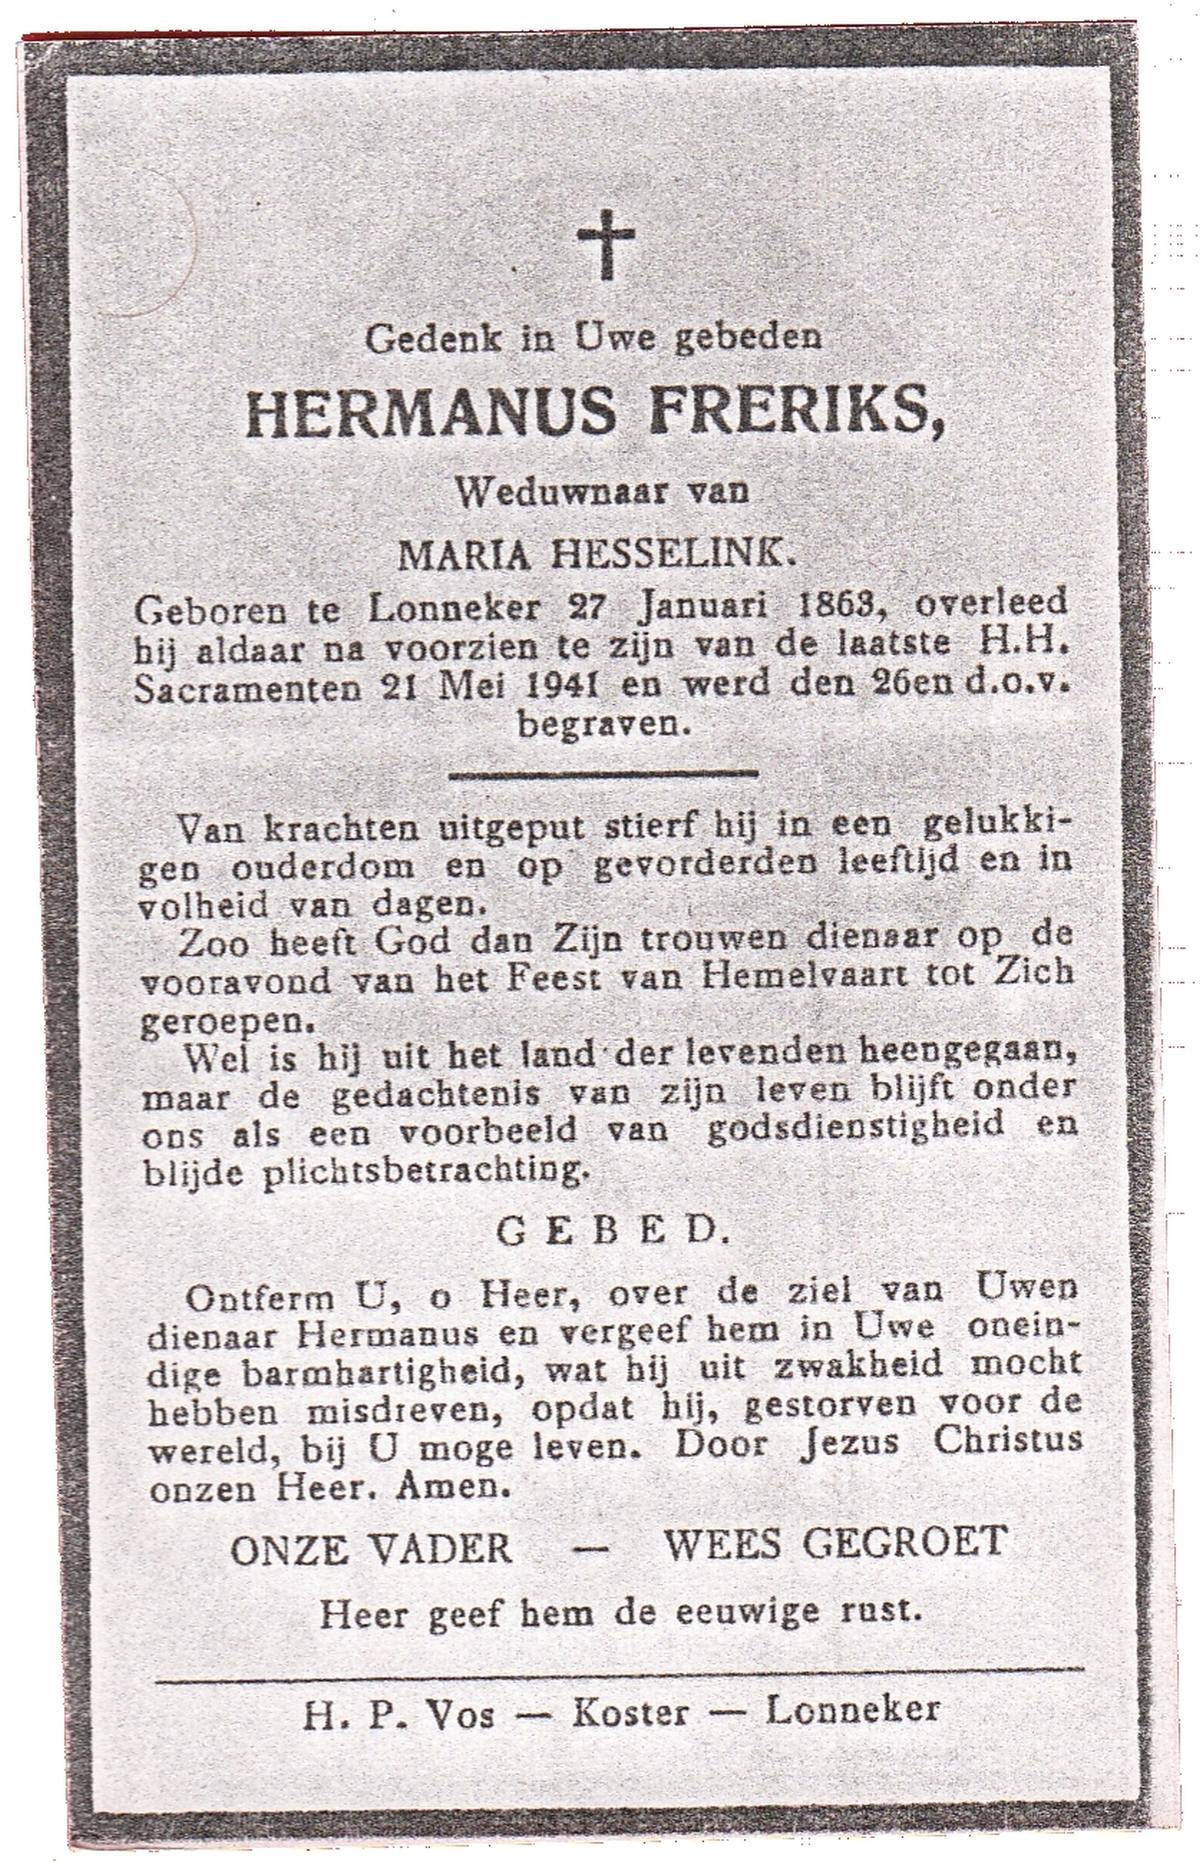 Gedenk in Uwe gebeden
HERMANUS FRERIKS,
Weduwnaar van
MARIA HESSELINK.
Geboren te Lonneker 27 Januari 1863, overleed
hij aldaar na voorzien te zijn van de laatste H.H.
Sacramenten 21 Mei 1941 en werd den 26en d.o.v.
begraven.
Van krachten uitgeput stierf hij in een gelukki-
gen ouderdom en op gevorderden leeftijd en in
volheid van dagen.
Zoo heeft God dan Zijn trouwen dienaar op de
vooravond van het Feest van Hemelvaart tot Zich
geroepen.
Wel is hij uit het land der levenden heengegaan,
maar de gedachtenis van zijn leven blijft onder
ons als een voorbeeld van godsdienstigheid en
blijde plichtsbetrachting.
GEBED.
Ontferm U, o Heer, over de ziel van Uwen
dienaar Hermanus en vergeef hem in Uwe onein-
dige barmhartigheid, wat hij uit zwakheid mocht
hebben misdreven, opdat hij, gestorven voor de
wereld, bij U moge leven. Door Jezus Christus
onzen Heer. Amen.
ONZE VADER — WEES GEGROET
Heer geef hem de eeuwige rust.
H. P. Vos — Koster — Lonneker